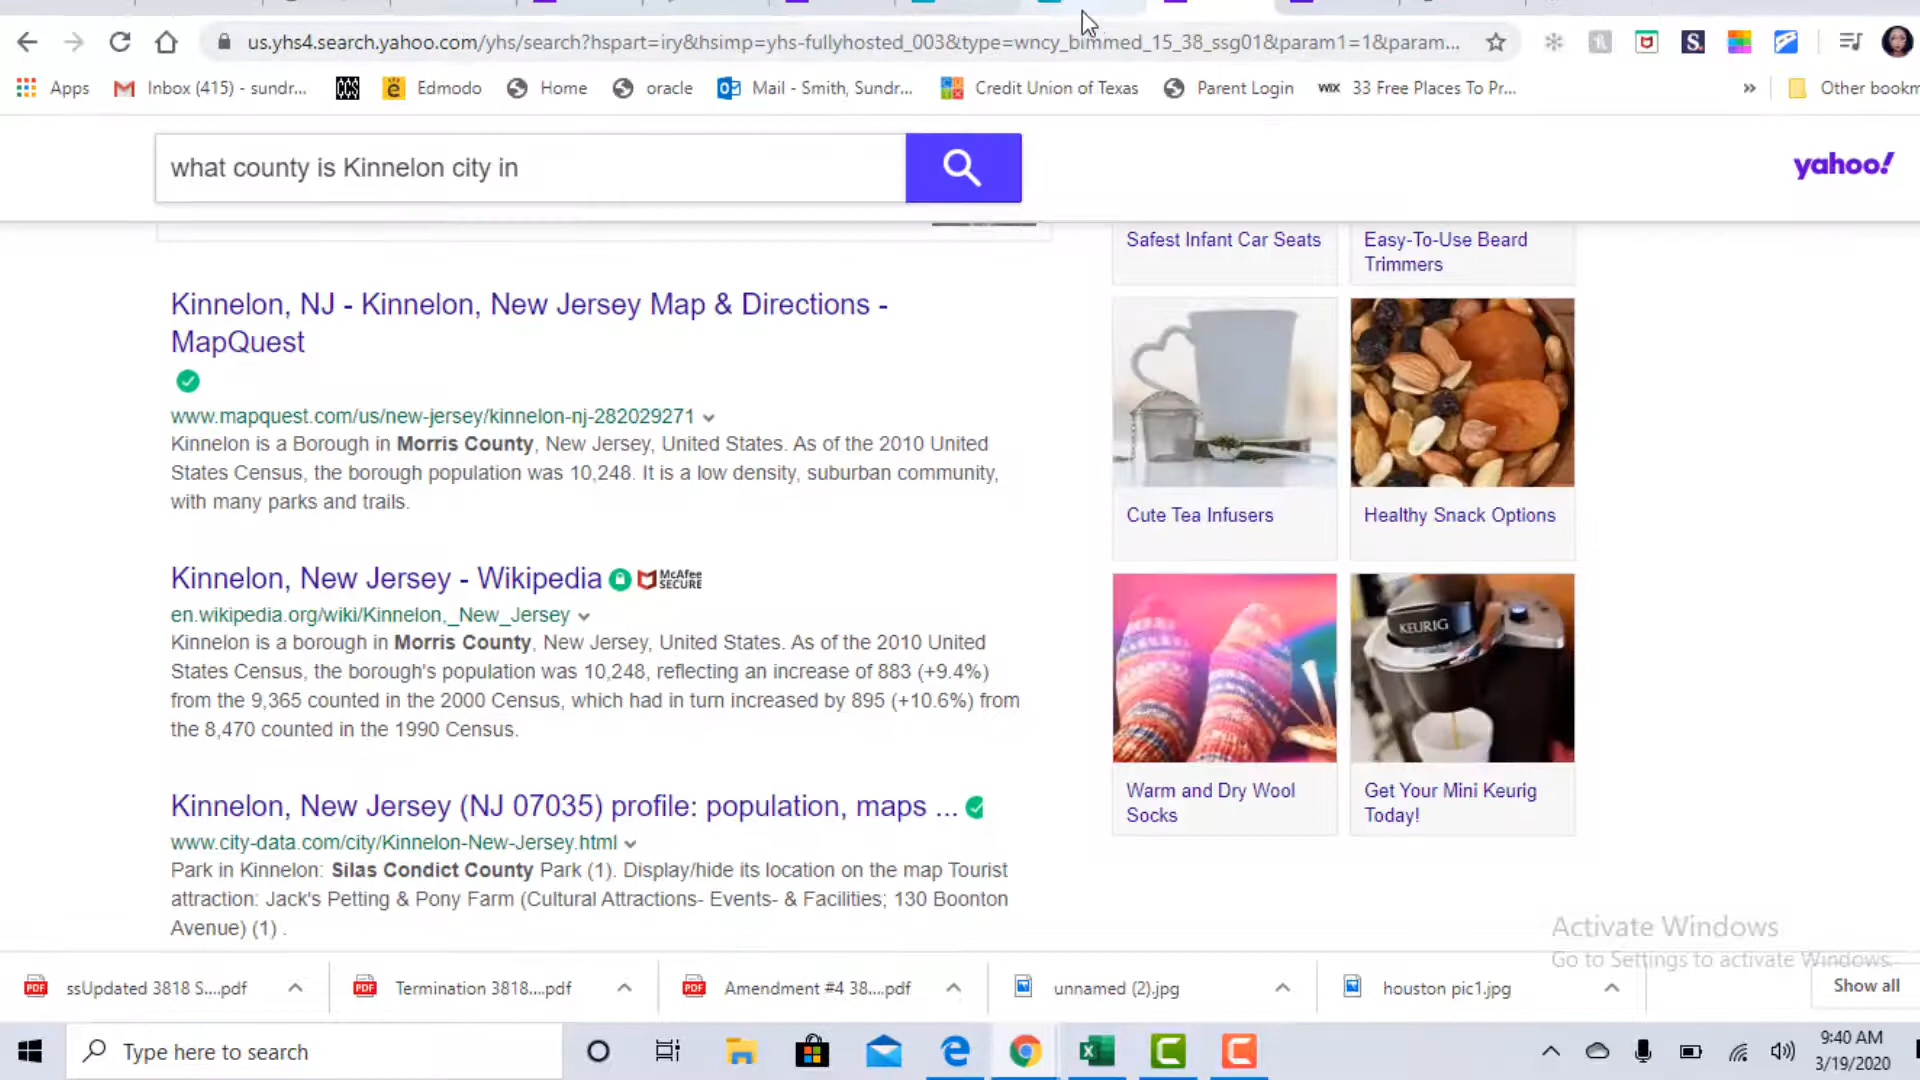 us.yhs4.search.yahoo.com/yhs/search?hspart=iry&hsimp=yhs-fullyhosted_003&type=wncy_bimmed_15_38_ssg01&param1=1&param...
Apps
Inbox (415) - sundr...
CCS
Edmodo
Home
oracle
Mail - Smith, Sundr...
Credit Union of Texas
Parent Login
WIX
33 Free Places To Pr...
»
Other bookm
what county is Kinnelon city in
yahoo!
Safest Infant Car Seats
Easy-To-Use Beard
Trimmers
Kinnelon, NJ - Kinnelon, New Jersey Map & Directions -
MapQuest
www.mapquest.com/us/new-jersey/kinnelon-nj-282029271
Kinnelon is a Borough in Morris County, New Jersey, United States. As of the 2010 United
States Census, the borough population was 10,248. It is a low density, suburban community,
with many parks and trails.
Cute Tea Infusers
Healthy Snack Options
Kinnelon, New Jersey - Wikipedia
McAfee
SECURE
en.wikipedia.org/wiki/Kinnelon,_New_Jersey
Kinnelon is a borough in Morris County, New Jersey, United States. As of the 2010 United
States Census, the borough's population was 10,248, reflecting an increase of 883 (+9.4%)
from the 9,365 counted in the 2000 Census, which had in turn increased by 895 (+10.6%) from
the 8,470 counted in the 1990 Census.
KEURIG
Warm and Dry Wool
Socks
Get Your Mini Keurig
Today!
Kinnelon, New Jersey (NJ 07035) profile: population, maps ...
www.city-data.com/city/Kinnelon-New-Jersey.html
Park in Kinnelon: Silas Condict County Park (1). Display/hide its location on the map Tourist
attraction: Jack's Petting & Pony Farm (Cultural Attractions- Events- & Facilities; 130 Boonton
Avenue) (1) .
Activate Windows
Go to Settings to activate Windows.
PDF
ssUpdated 3818 S....pdf
PDF
Termination 3818....pdf
PDF
Amendment #4 38....pdf
unnamed (2).jpg
houston pic1.jpg
Show all
Type here to search
9:40 AM
3/19/2020